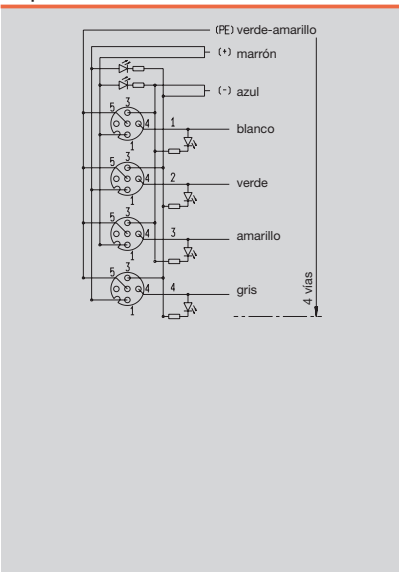 (PE) verde-amarillo
(+) marrón
(-) azul
5 3 4 1 1 blanco
5 3 4 1 2 verde
5 3 4 1 3 amarillo
5 3 4 1 4 gris
4 vías